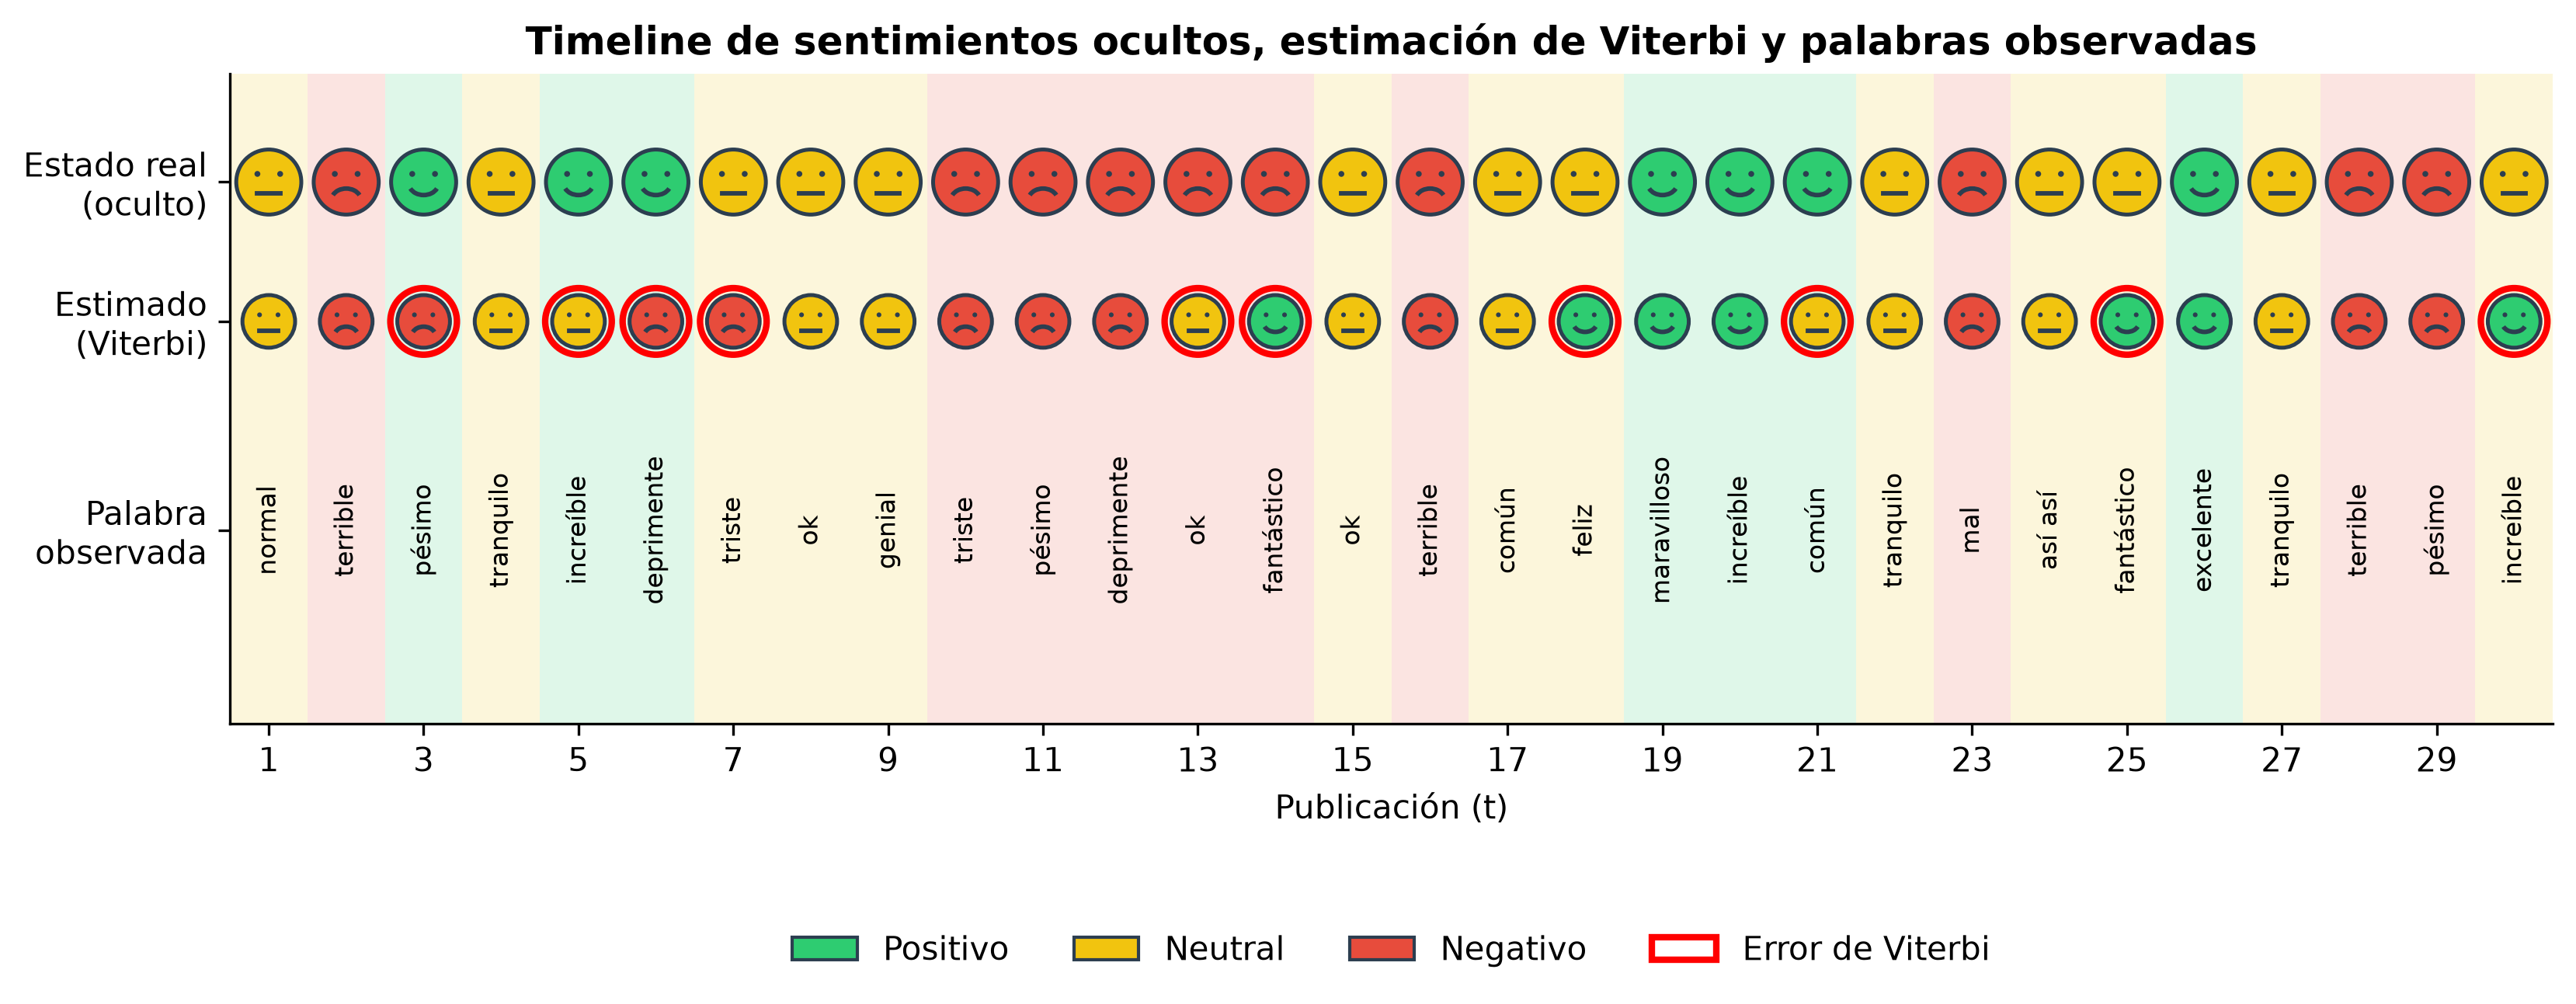 Timeline de sentimientos ocultos, estimación de Viterbi y palabras observadas
Estado real
(oculto)
Estimado
(Viterbi)
Palabra
observada
normal
terrible
pésimo
tranquilo
increíble
deprimente
triste
ok
genial
triste
pésimo
deprimente
ok
fantástico
ok
terrible
común
feliz
maravilloso
increíble
común
tranquilo
mal
así así
fantástico
excelente
tranquilo
terrible
pésimo
increíble
1 3 5 7 9 11 13 15 17 19 21 23 25 27 29
Publicación (t)
Positivo Neutral Negativo Error de Viterbi